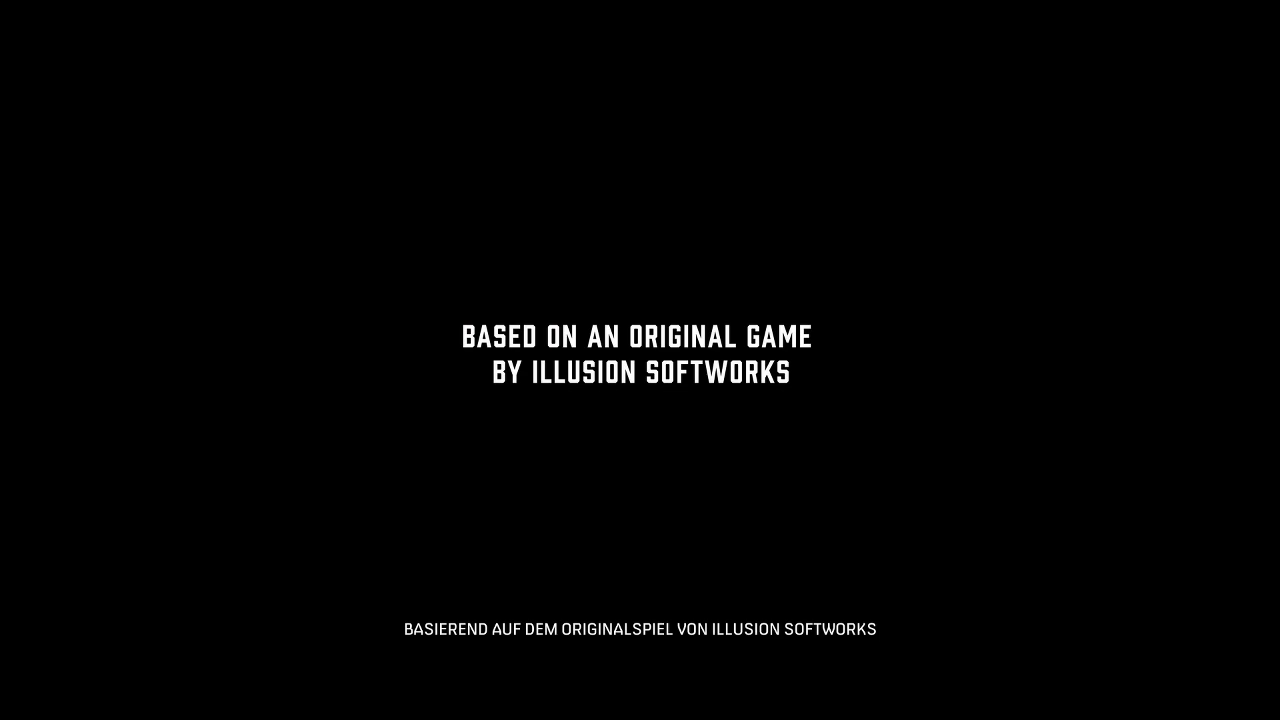 BASED ON AN ORIGINAL GAME
BY ILLUSION SOFTWORKS
BASIEREND AUF DEM ORIGINALSPIEL VON ILLUSION SOFTWORKS